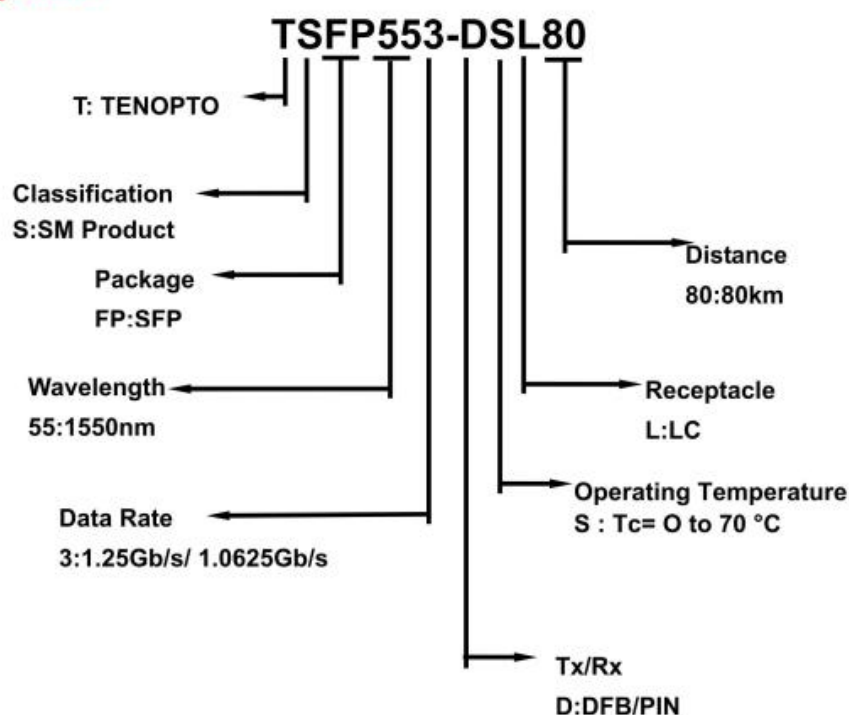 TSFP553-DSL80
T: TENOPTO
Classification
S:SM Product
Package
FP:SFP
Wavelength
55:1550nm
Data Rate
3:1.25Gb/s/ 1.0625Gb/s
Distance
80:80km
Receptacle
L:LC
Operating Temperature
S : Tc= O to 70 °C
Tx/Rx
D:DFB/PIN